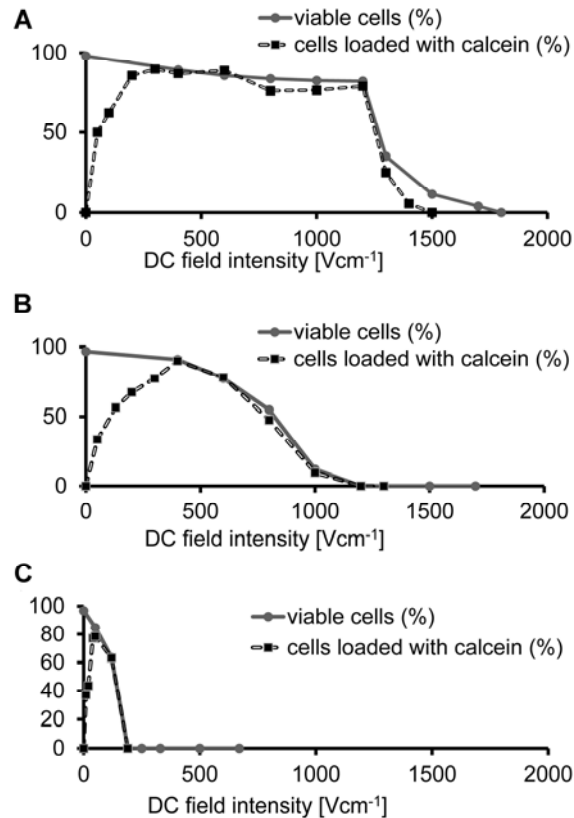 A
viable cells (%)
cells loaded with calcein (%)
100
50
0
0 500 1000 1500 2000
DC field intensity [Vcm⁻¹]
B
viable cells (%)
cells loaded with calcein (%)
100
50
0
0 500 1000 1500 2000
DC field intensity [Vcm⁻¹]
C
viable cells (%)
cells loaded with calcein (%)
100
80
60
40
20
0
0 500 1000 1500 2000
DC field intensity [Vcm⁻¹]